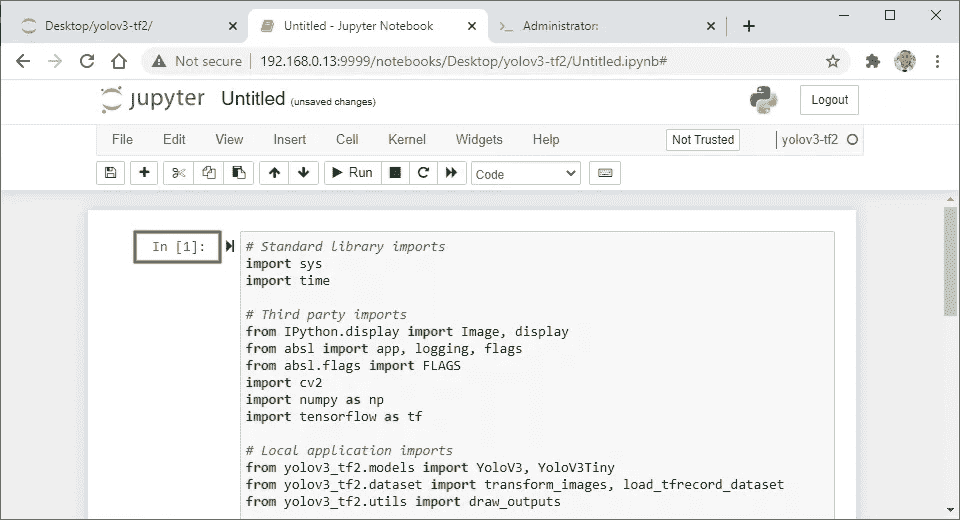 Desktop/yolov3-tf2/
Untitled - Jupyter Notebook
Administrator:
Not secure | 192.168.0.13:9999/notebooks/Desktop/yolov3-tf2/Untitled.ipynb#
jupyter Untitled (unsaved changes)
Logout
File Edit View Insert Cell Kernel Widgets Help
Not Trusted
yolov3-tf2
Run
Code
In [1]:
# Standard library imports
import sys
import time
# Third party imports
from IPython.display import Image, display
from absl import app, logging, flags
from absl.flags import FLAGS
import cv2
import numpy as np
import tensorflow as tf
# Local application imports
from yolov3_tf2.models import YoloV3, YoloV3Tiny
from yolov3_tf2.dataset import transform_images, load_tfrecord_dataset
from yolov3_tf2.utils import draw_outputs